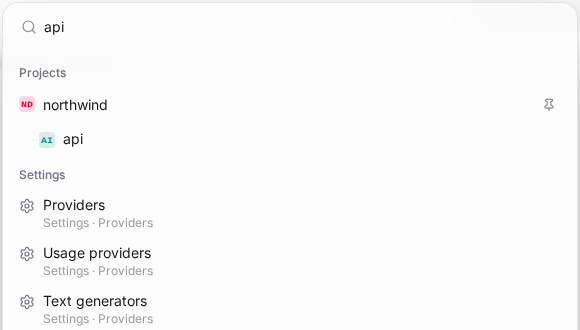 api
Projects
ND northwind
AI api
Settings
Providers
Settings · Providers
Usage providers
Settings · Providers
Text generators
Settings · Providers